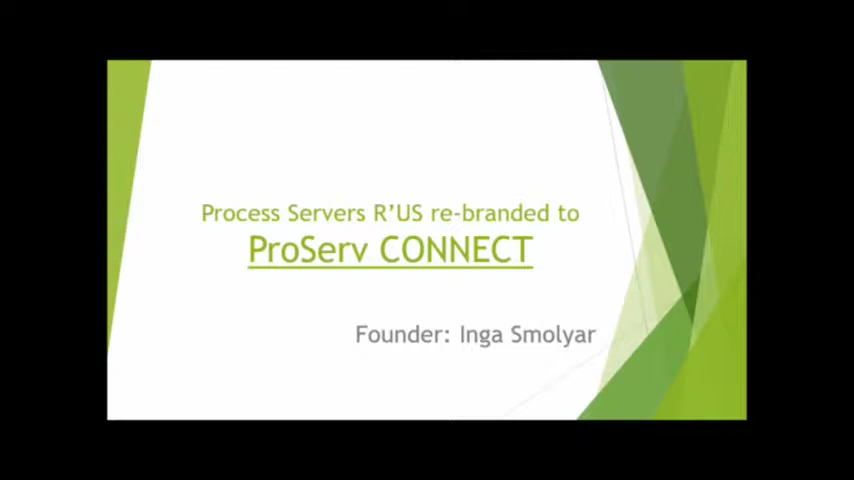 Process Servers R'US re-branded to
ProServ CONNECT
Founder: Inga Smolyar